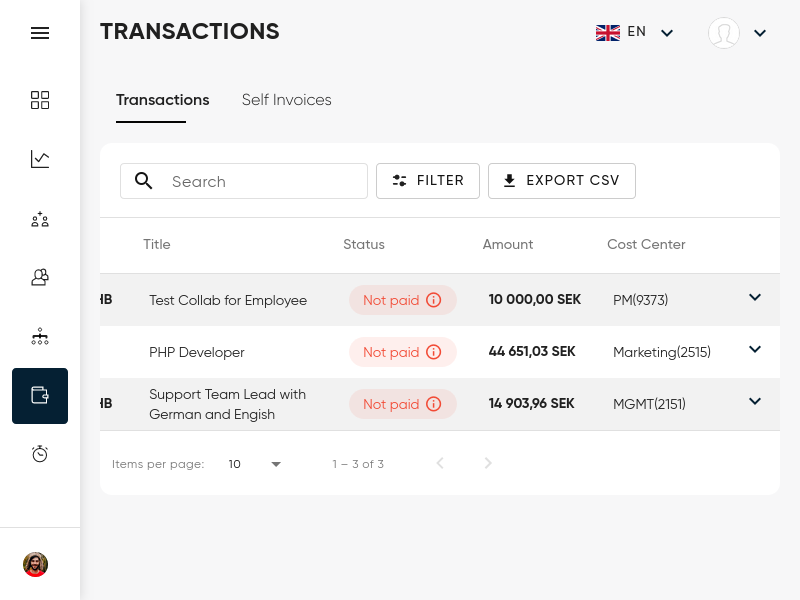 TRANSACTIONS
EN
Transactions Self Invoices
Search FILTER EXPORT CSV
Title Status Amount Cost Center
HB Test Collab for Employee Not paid 10 000,00 SEK PM(9373)
PHP Developer Not paid 44 651,03 SEK Marketing(2515)
HB Support Team Lead with
German and Engish Not paid 14 903,96 SEK MGMT(2151)
Items per page: 10 1 – 3 of 3